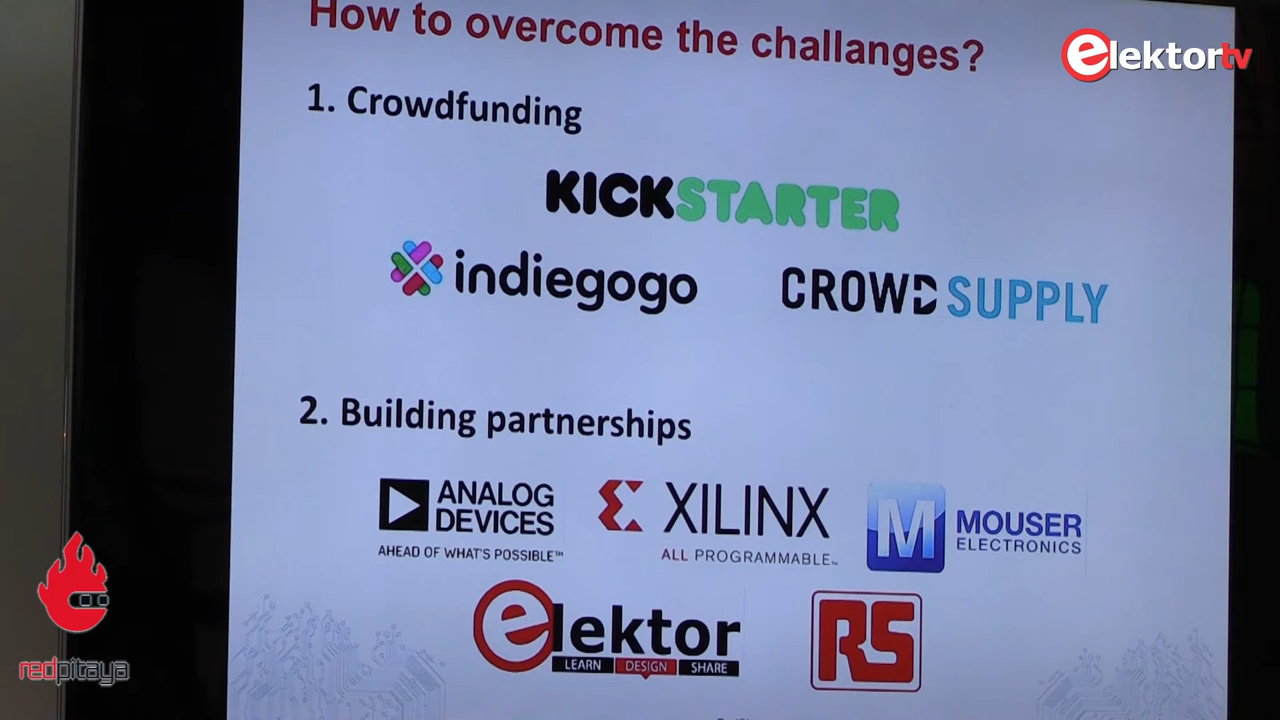 How to overcome the challanges?
elektortv
1. Crowdfunding
KICKSTARTER
indiegogo
CROWD SUPPLY
2. Building partnerships
ANALOG
DEVICES
AHEAD OF WHAT'S POSSIBLE™
XILINX
ALL PROGRAMMABLE™
M
MOUSER
ELECTRONICS
elektor
LEARN DESIGN SHARE
RS
redpitaya